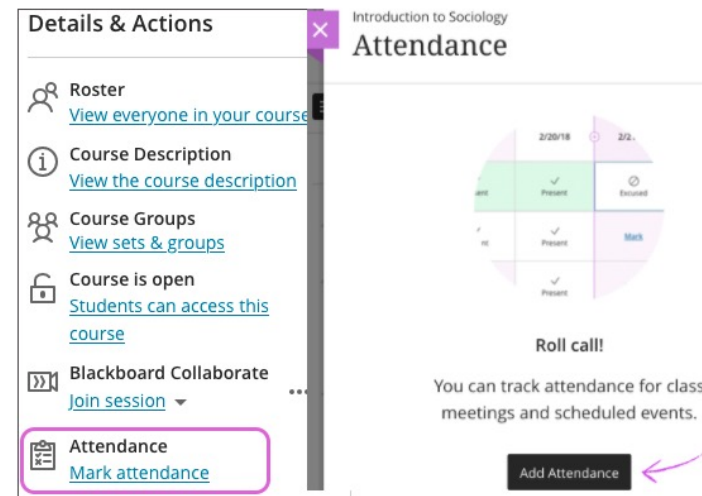 Details & Actions
Roster
View everyone in your course
Course Description
View the course description
Course Groups
View sets & groups
Course is open
Students can access this
course
Blackboard Collaborate
Join session
Attendance
Mark attendance
Introduction to Sociology
Attendance
2/20/18
Present
Excused
Present
Mark
Present
Roll call!
You can track attendance for class
meetings and scheduled events.
Add Attendance